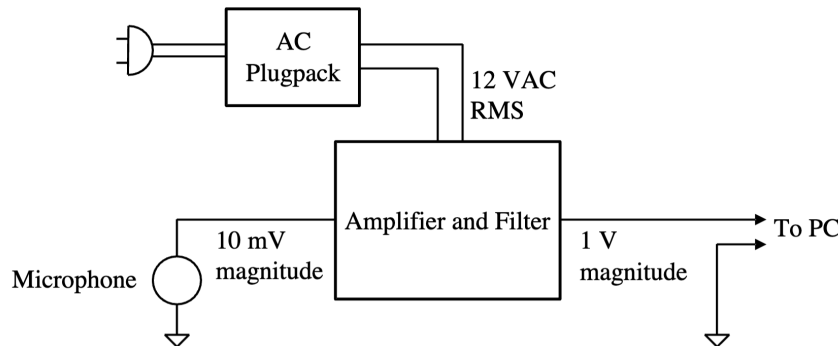 AC
Plugpack
12 VAC
RMS
Amplifier and Filter
To PC
10 mV
magnitude
1 V
magnitude
Microphone